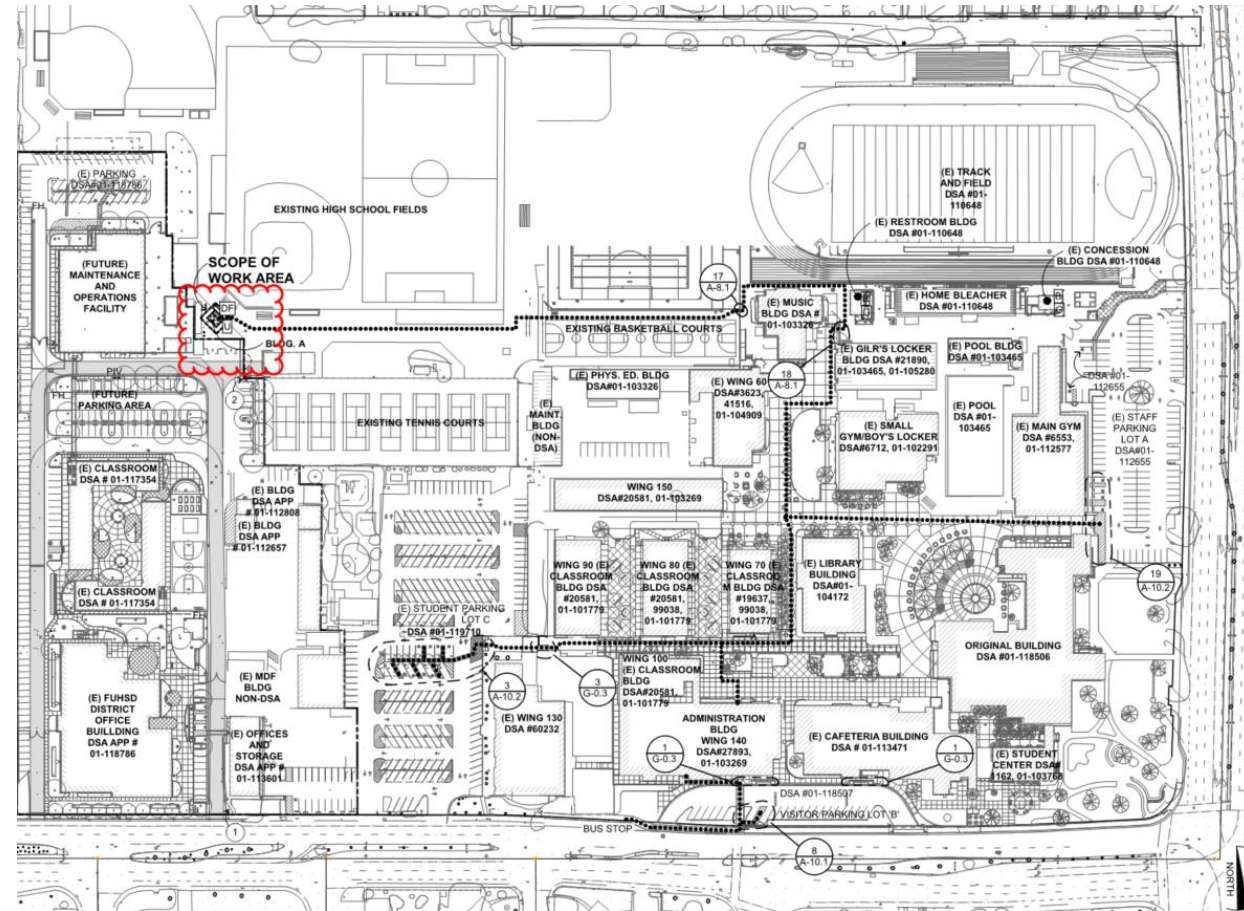 (E) PARKING
DSA#01-118786
FH
(FUTURE)
MAINTENANCE
AND
OPERATIONS
FACILITY
SCOPE OF
WORK AREA
DF
U
BLDG. A
EXISTING HIGH SCHOOL FIELDS
(E) TRACK
AND FIELD
DSA #01-
110648
(E) RESTROOM BLDG
DSA #01-110648
(E) CONCESSION
BLDG DSA #01-110648
(E) HOME BLEACHER
DSA #01-110648
17
A-8.1
(E) MUSIC
BLDG DSA #
01-103326
EXISTING BASKETBALL COURTS
18
A-8.1
(E) GILR'S LOCKER
BLDG DSA #21890,
01-103465, 01-105280
(E) POOL BLDG
DSA #01-103465
DSA #01-
112655
PIV
FH
(FUTURE)
PARKING AREA
2
EXISTING TENNIS COURTS
(E)
MAINT.
BLDG
(NON-
DSA)
(E) PHYS. ED. BLDG
DSA#01-103326
(E) WING 60
DSA#3623,
41516,
01-104909
(E) SMALL
GYM/BOY'S LOCKER
DSA#6712, 01-102291
(E) POOL
DSA #01-
103465
(E) MAIN GYM
DSA #6553,
01-112577
(E) STAFF
PARKING
LOT A
DSA#01-
112655
(E) CLASSROOM
DSA # 01-117354
(E) BLDG
DSA APP
# 01-112808
(E) BLDG
DSA APP
# 01-112657
WING 150
DSA#20581, 01-103269
(E) CLASSROOM
DSA # 01-117354
WING 90 (E)
CLASSROOM
BLDG DSA
#20581,
01-101779
WING 80 (E)
CLASSROOM
BLDG DSA
#20581,
99038,
01-101779
WING 70 (E)
CLASSROO
M BLDG DSA
#19637,
99038,
01-101779
(E) LIBRARY
BUILDING
DSA#01-
104172
19
A-10.2
(E) STUDENT PARKING
LOT C
DSA #01-119710
ORIGINAL BUILDING
DSA #01-118506
FH
(E) FUHSD
DISTRICT
OFFICE
BUILLDING
DSA APP #
01-118786
(E) MDF
BLDG
NON-DSA
(E) OFFICES
AND
STORAGE
DSA APP #
01-113601
3
A-10.2
3
G-0.3
(E) WING 130
DSA #60232
WING 100
(E) CLASSROOM
BLDG
DSA#20581,
01-101779
ADMINISTRATION
BLDG
WING 140
DSA#27893,
01-103269
1
G-0.3
(E) CAFETERIA BUILDING
DSA # 01-113471
1
G-0.3
(E) STUDENT
CENTER DSA#
1162, 01-103768
DSA #01-118507
VISITOR PARKING LOT 'B'
1
BUS STOP
8
A-10.1
NORTH